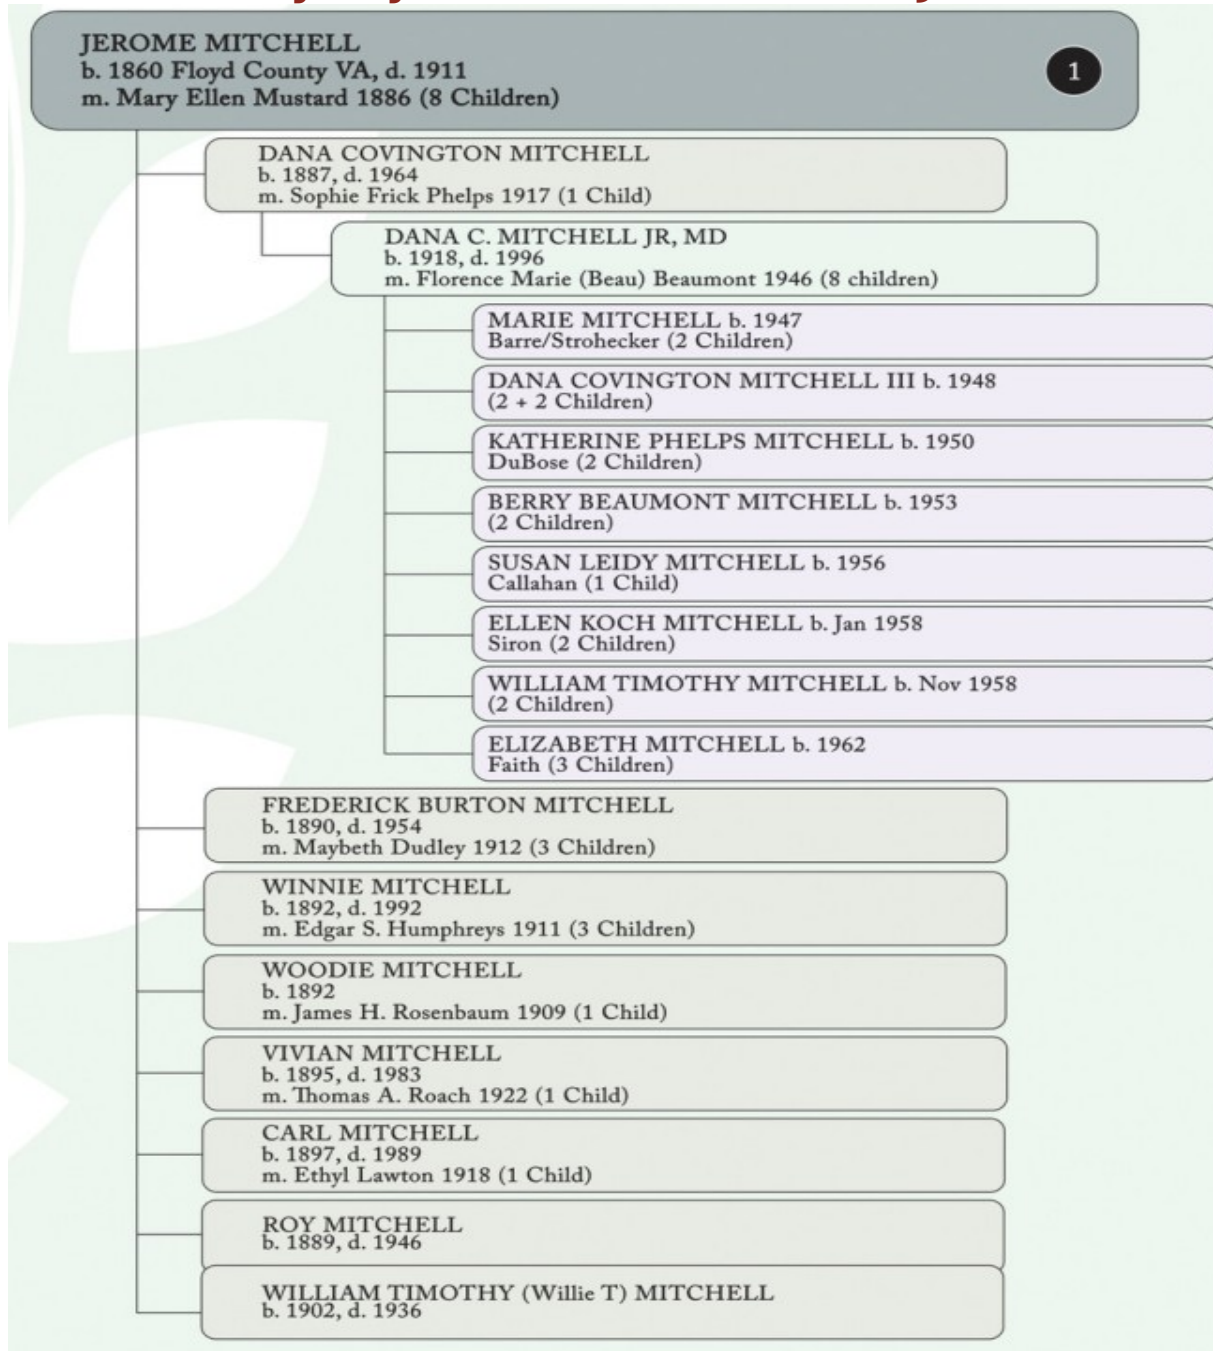 JEROME MITCHELL
b. 1860 Floyd County VA, d. 1911
m. Mary Ellen Mustard 1886 (8 Children)
1
DANA COVINGTON MITCHELL
b. 1887, d. 1964
m. Sophie Frick Phelps 1917 (1 Child)
DANA C. MITCHELL JR, MD
b. 1918, d. 1996
m. Florence Marie (Beau) Beaumont 1946 (8 children)
MARIE MITCHELL b. 1947
Barre/Strohecker (2 Children)
DANA COVINGTON MITCHELL III b. 1948
(2 + 2 Children)
KATHERINE PHELPS MITCHELL b. 1950
DuBose (2 Children)
BERRY BEAUMONT MITCHELL b. 1953
(2 Children)
SUSAN LEIDY MITCHELL b. 1956
Callahan (1 Child)
ELLEN KOCH MITCHELL b. Jan 1958
Siron (2 Children)
WILLIAM TIMOTHY MITCHELL b. Nov 1958
(2 Children)
ELIZABETH MITCHELL b. 1962
Faith (3 Children)
FREDERICK BURTON MITCHELL
b. 1890, d. 1954
m. Maybeth Dudley 1912 (3 Children)
WINNIE MITCHELL
b. 1892, d. 1992
m. Edgar S. Humphreys 1911 (3 Children)
WOODIE MITCHELL
b. 1892
m. James H. Rosenbaum 1909 (1 Child)
VIVIAN MITCHELL
b. 1895, d. 1983
m. Thomas A. Roach 1922 (1 Child)
CARL MITCHELL
b. 1897, d. 1989
m. Ethyl Lawton 1918 (1 Child)
ROY MITCHELL
b. 1889, d. 1946
WILLIAM TIMOTHY (Willie T) MITCHELL
b. 1902, d. 1936